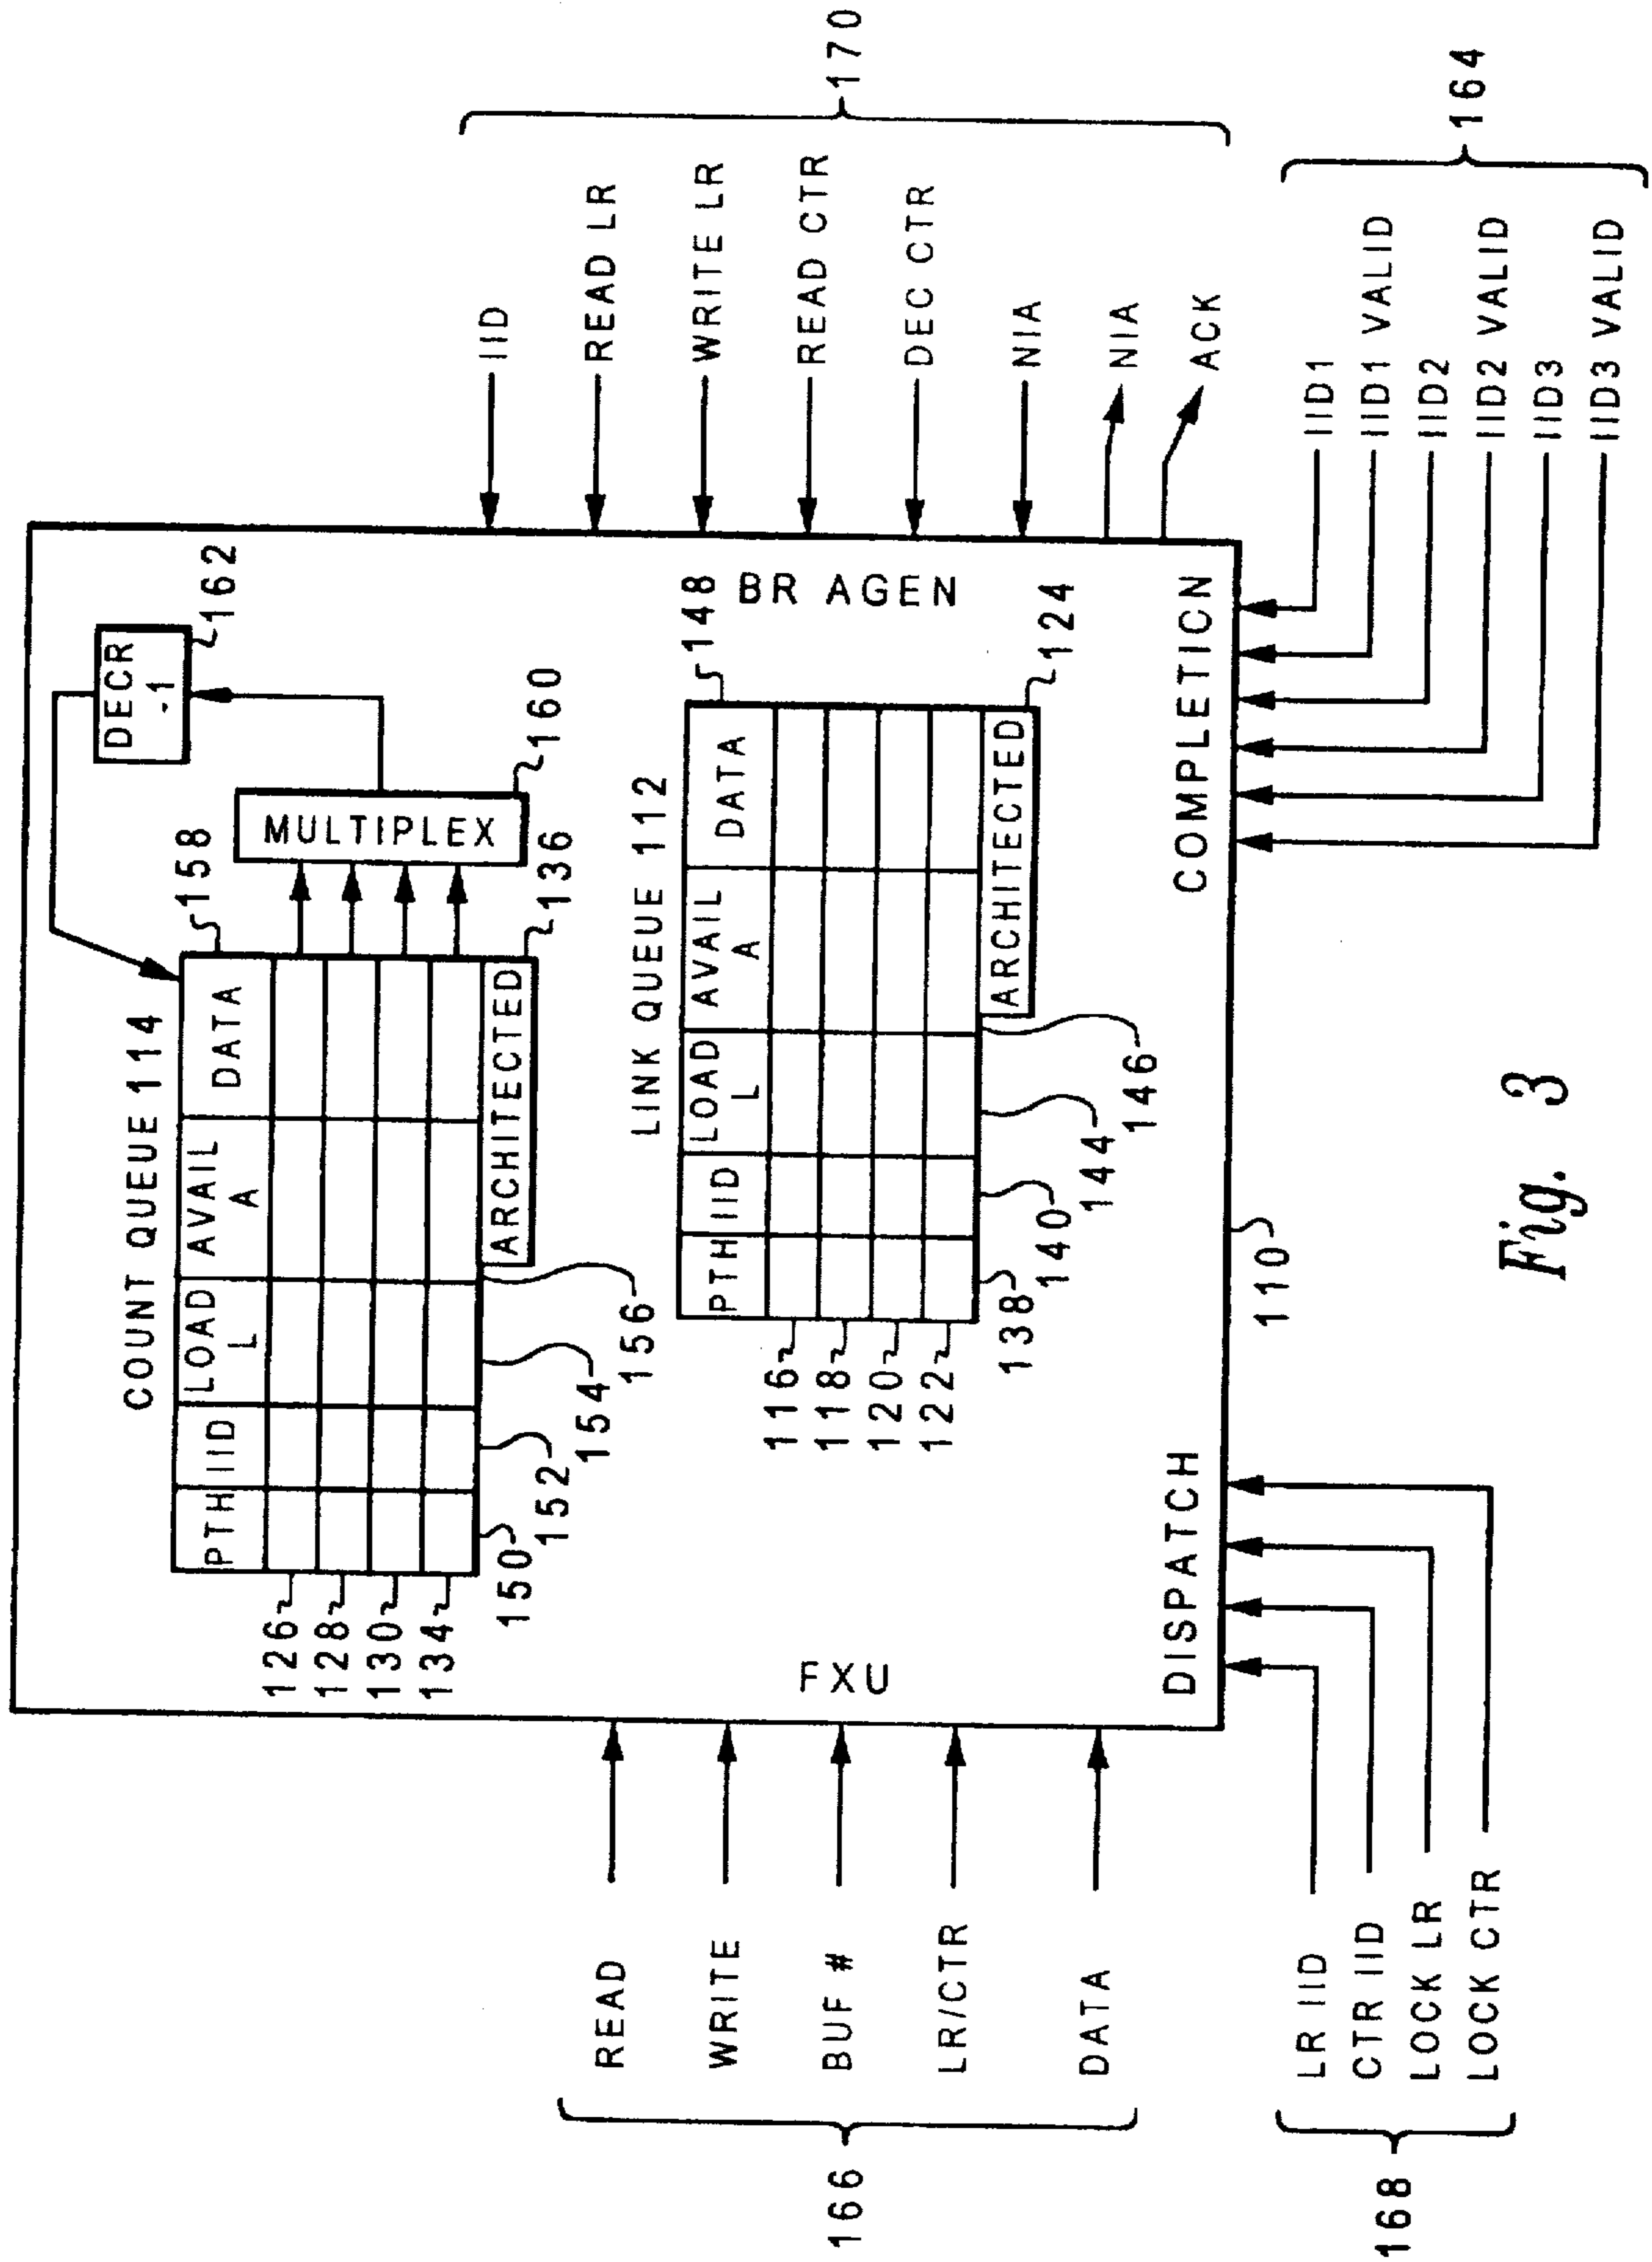 COUNT QUEUE 114
PTH IID LOAD L AVAIL A DATA
158
ARCHITECTED
136
126
128
130
134
150
152
154
156
MULTIPLEX
160
DECR -1
162
LINK QUEUE 112
PTH IID LOAD L AVAIL A DATA
148
ARCHITECTED
124
116
118
120
122
138
140
144
146
FXU
BR AGEN
DISPATCH
COMPLETICN
110
READ
WRITE
BUF #
LR/CTR
DATA
166
LR IID
CTR IID
LOCK LR
LOCK CTR
168
IID
READ LR
WRITE LR
READ CTR
DEC CTR
NIA
NIA
ACK
170
IID1
IID1 VALID
IID2
IID2 VALID
IID3
IID3 VALID
164
Fig. 3